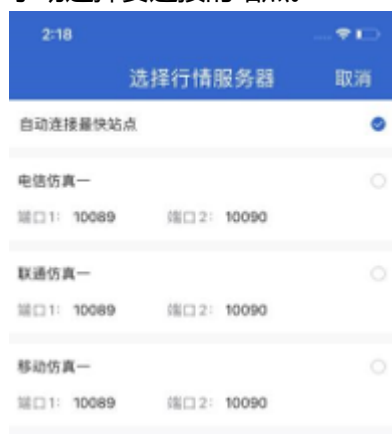 2:18
选择行情服务器 取消
自动连接最快站点
电信仿真一
端口1: 10089 端口2: 10090
联通仿真一
端口1: 10089 端口2: 10090
移动仿真一
端口1: 10089 端口2: 10090